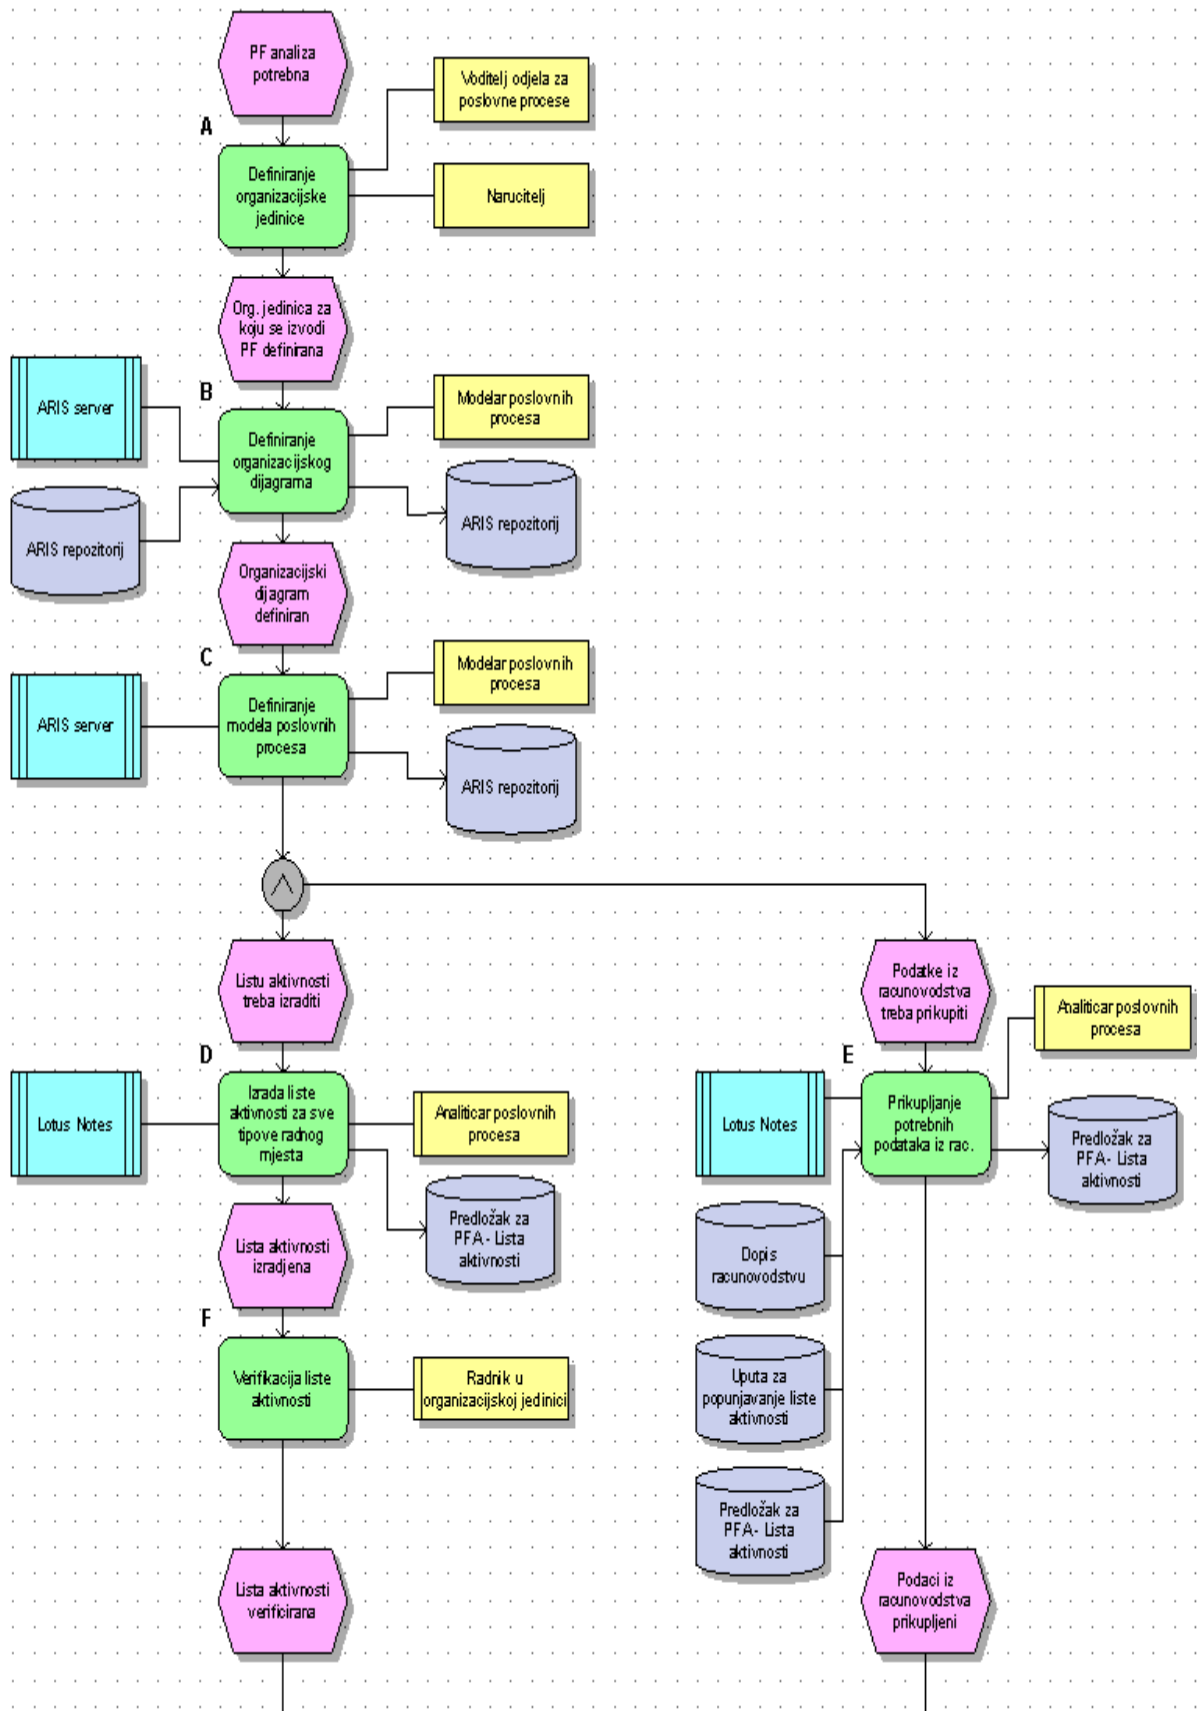 PF analiza
potrebna
Voditelj odjela za
poslovne procese
A
Definiranje
organizacijske
jedinice
Narucitelj
Org. jedinica za
koju se izvodi
PF definirana
ARIS server
B
Modelar poslovnih
procesa
Definiranje
organizacijskog
dijagrama
ARIS repozitorij
ARIS repozitorij
Organizacijski
dijagram
definiran
C
Modelar poslovnih
procesa
ARIS server
Definiranje
modela poslovnih
procesa
ARIS repozitorij
Listu aktivnosti
treba izraditi
Podatke iz
racunovodstva
treba prikupiti
Analiticar poslovnih
procesa
D
E
Lotus Notes
Izrada liste
aktivnosti za sve
tipove radnog
mjesta
Analiticar poslovnih
procesa
Lotus Notes
Prikupljanje
potrebnih
podataka iz rac.
Predložak za
PFA - Lista
aktivnosti
Lista aktivnosti
izradjena
Predložak za
PFA - Lista
aktivnosti
Dopis
racunovodstvu
F
Verifikacija liste
aktivnosti
Radnik u
organizacijskoj jedinici
Uputa za
popunjavanje liste
aktivnosti
Predložak za
PFA - Lista
aktivnosti
Lista aktivnosti
verificirana
Podaci iz
racunovodstva
prikupljeni